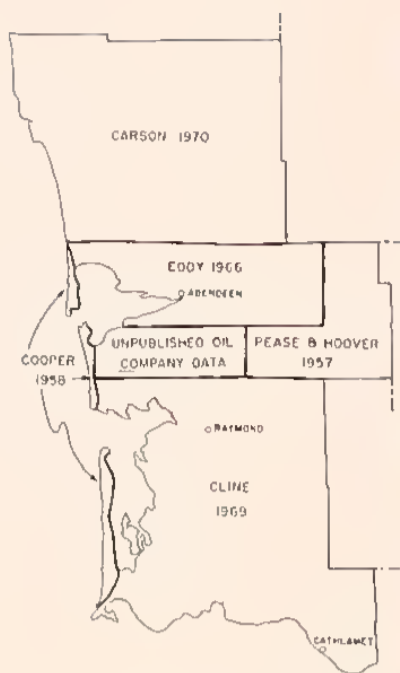 CARSON 1970
EDDY 1966
ABERDEEN
UNPUBLISHED OIL
COMPANY DATA
PEASE & HOOVER
1957
COOPER
1958
RAYMOND
CLINE
1969
CATHLAMET